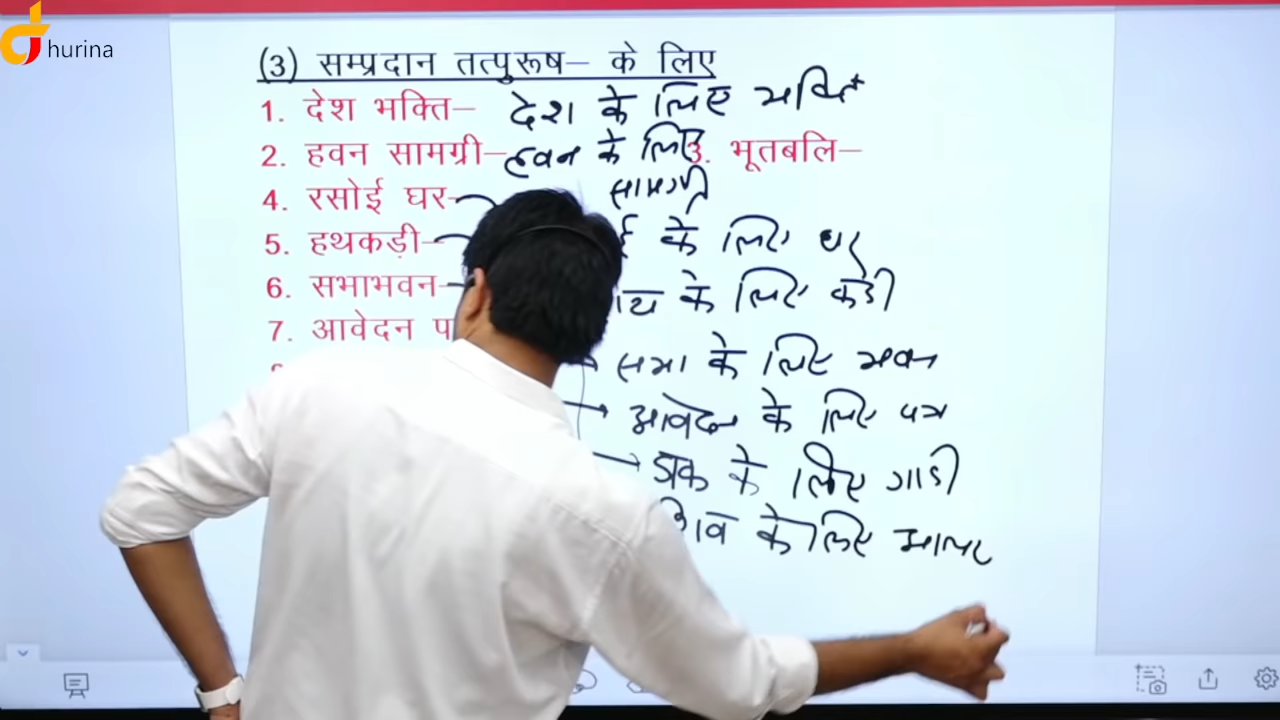 hurina
(3) सम्प्रदान तत्पुरूष– के लिए
1. देश भक्ति– देश के लिए भक्ति
2. हवन सामग्री– हवन के लिए सामग्री 3. भूतबलि–
4. रसोई घर– ई के लिए घर
5. हथकड़ी– ाथ के लिए कड़ी
6. सभाभवन– सभा के लिए भवन
7. आवेदन प आवेदन के लिए पत्र
डाक के लिए गाडी
शिव के लिए